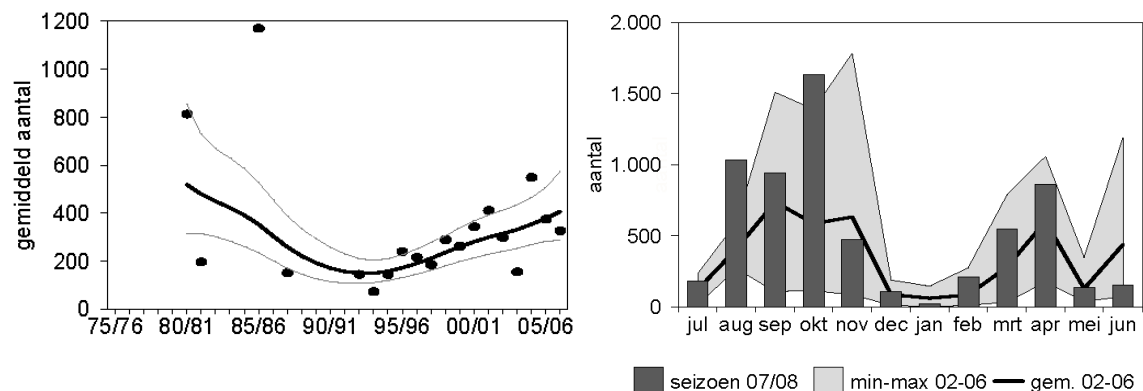 gemiddeld aantal
1200
1000
800
600
400
200
0
75/76 80/81 85/86 90/91 95/96 00/01 05/06
aantal
2.000
1.500
1.000
500
0
jul aug sep okt nov dec jan feb mrt apr mei jun
seizoen 07/08 min-max 02-06 gem. 02-06